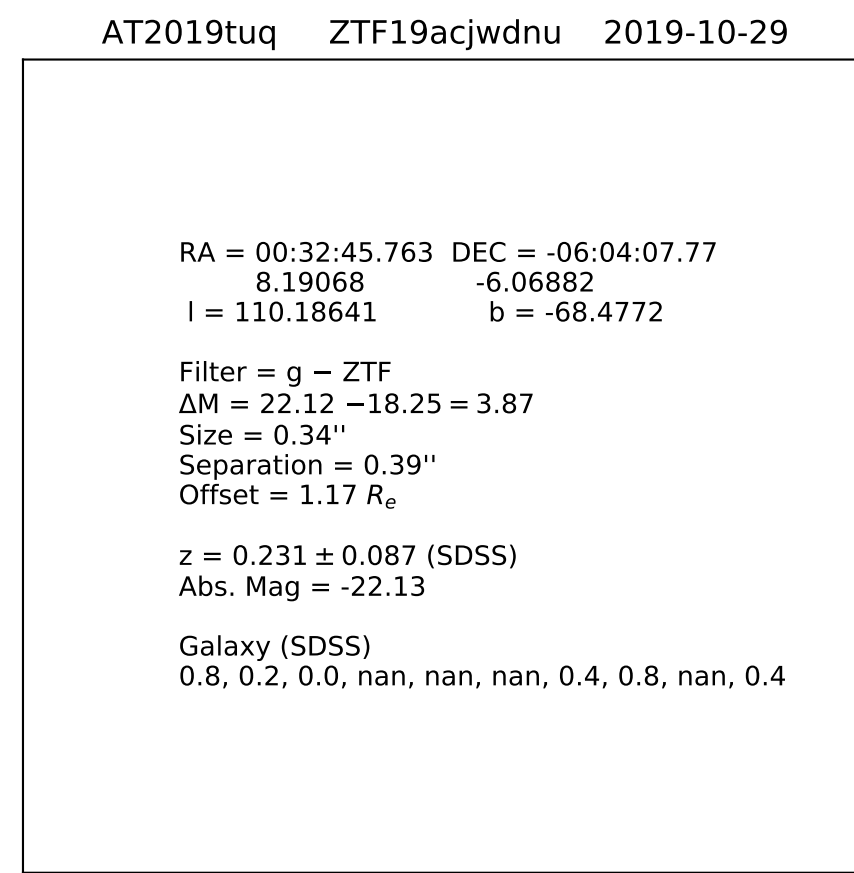 AT2019tuq ZTF19acjwdnu 2019-10-29
RA = 00:32:45.763 DEC = -06:04:07.77
8.19068 -6.06882
l = 110.18641 b = -68.4772
Filter = g − ZTF
ΔM = 22.12 −18.25 = 3.87
Size = 0.34''
Separation = 0.39''
Offset = 1.17 Rₑ
z = 0.231 ± 0.087 (SDSS)
Abs. Mag = -22.13
Galaxy (SDSS)
0.8, 0.2, 0.0, nan, nan, nan, 0.4, 0.8, nan, 0.4